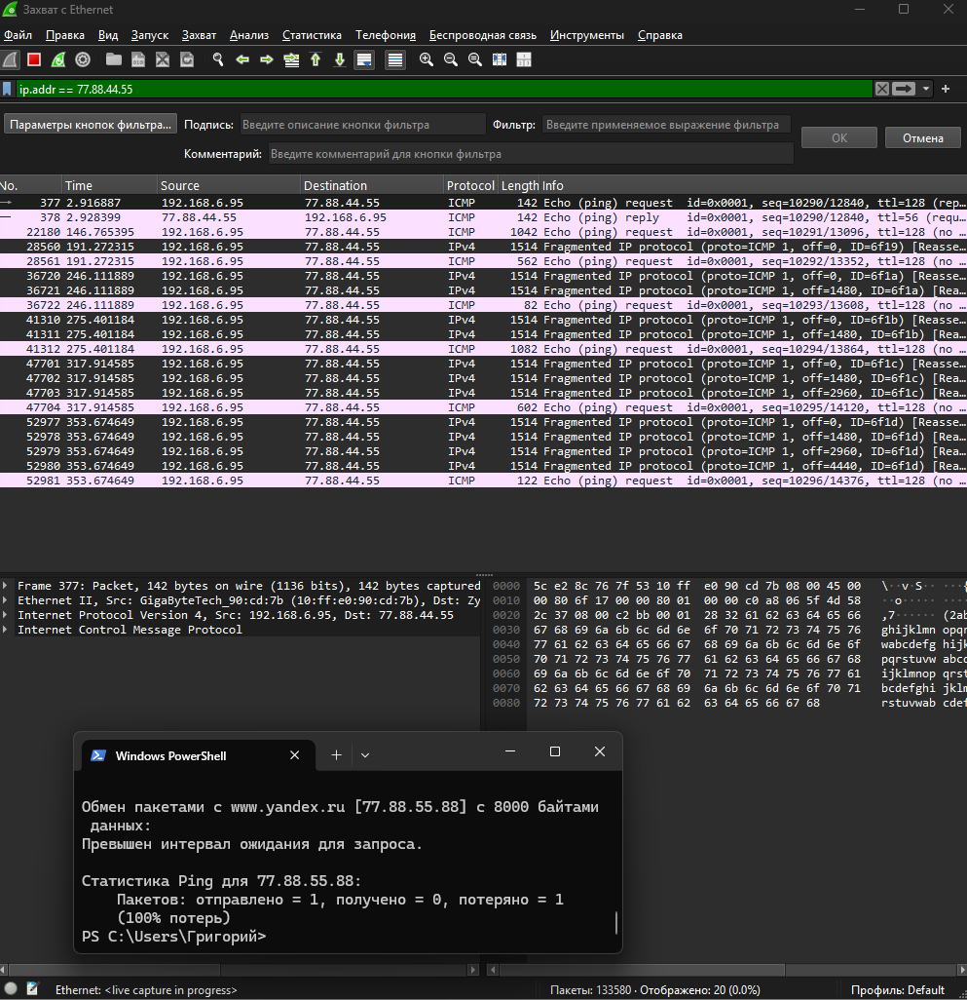 Захват с Ethernet
Файл Правка Вид Запуск Захват Анализ Статистика Телефония Беспроводная связь Инструменты Справка
ip.addr == 77.88.44.55
Параметры кнопок фильтра... Подпись: Введите описание кнопки фильтра Фильтр: Введите применяемое выражение фильтра
OK Отмена
Комментарий: Введите комментарий для кнопки фильтра
No. Time Source Destination Protocol Length Info
377 2.916887 192.168.6.95 77.88.44.55 ICMP 142 Echo (ping) request id=0x0001, seq=10290/12840, ttl=128 (rep…
378 2.928399 77.88.44.55 192.168.6.95 ICMP 142 Echo (ping) reply id=0x0001, seq=10290/12840, ttl=56 (requ…
22180 146.765395 192.168.6.95 77.88.44.55 ICMP 1042 Echo (ping) request id=0x0001, seq=10291/13096, ttl=128 (no …
28560 191.272315 192.168.6.95 77.88.44.55 IPv4 1514 Fragmented IP protocol (proto=ICMP 1, off=0, ID=6f19) [Reasse…
28561 191.272315 192.168.6.95 77.88.44.55 ICMP 562 Echo (ping) request id=0x0001, seq=10292/13352, ttl=128 (no …
36720 246.111889 192.168.6.95 77.88.44.55 IPv4 1514 Fragmented IP protocol (proto=ICMP 1, off=0, ID=6f1a) [Reasse…
36721 246.111889 192.168.6.95 77.88.44.55 IPv4 1514 Fragmented IP protocol (proto=ICMP 1, off=1480, ID=6f1a) [Rea…
36722 246.111889 192.168.6.95 77.88.44.55 ICMP 82 Echo (ping) request id=0x0001, seq=10293/13608, ttl=128 (no …
41310 275.401184 192.168.6.95 77.88.44.55 IPv4 1514 Fragmented IP protocol (proto=ICMP 1, off=0, ID=6f1b) [Reasse…
41311 275.401184 192.168.6.95 77.88.44.55 IPv4 1514 Fragmented IP protocol (proto=ICMP 1, off=1480, ID=6f1b) [Rea…
41312 275.401184 192.168.6.95 77.88.44.55 ICMP 1082 Echo (ping) request id=0x0001, seq=10294/13864, ttl=128 (no …
47701 317.914585 192.168.6.95 77.88.44.55 IPv4 1514 Fragmented IP protocol (proto=ICMP 1, off=0, ID=6f1c) [Reasse…
47702 317.914585 192.168.6.95 77.88.44.55 IPv4 1514 Fragmented IP protocol (proto=ICMP 1, off=1480, ID=6f1c) [Rea…
47703 317.914585 192.168.6.95 77.88.44.55 IPv4 1514 Fragmented IP protocol (proto=ICMP 1, off=2960, ID=6f1c) [Rea…
47704 317.914585 192.168.6.95 77.88.44.55 ICMP 602 Echo (ping) request id=0x0001, seq=10295/14120, ttl=128 (no …
52977 353.674649 192.168.6.95 77.88.44.55 IPv4 1514 Fragmented IP protocol (proto=ICMP 1, off=0, ID=6f1d) [Reasse…
52978 353.674649 192.168.6.95 77.88.44.55 IPv4 1514 Fragmented IP protocol (proto=ICMP 1, off=1480, ID=6f1d) [Rea…
52979 353.674649 192.168.6.95 77.88.44.55 IPv4 1514 Fragmented IP protocol (proto=ICMP 1, off=2960, ID=6f1d) [Rea…
52980 353.674649 192.168.6.95 77.88.44.55 IPv4 1514 Fragmented IP protocol (proto=ICMP 1, off=4440, ID=6f1d) [Rea…
52981 353.674649 192.168.6.95 77.88.44.55 ICMP 122 Echo (ping) request id=0x0001, seq=10296/14376, ttl=128 (no …
Frame 377: Packet, 142 bytes on wire (1136 bits), 142 bytes captured
Ethernet II, Src: GigaByteTech_90:cd:7b (10:ff:e0:90:cd:7b), Dst: Zy
Internet Protocol Version 4, Src: 192.168.6.95, Dst: 77.88.44.55
Internet Control Message Protocol
0000 5c e2 8c 76 7f 53 10 ff e0 90 cd 7b 08 00 45 00 \··v·S·· ···{
0010 00 80 6f 17 00 00 80 01 00 00 c0 a8 06 5f 4d 58 ··o·····
0020 2c 37 08 00 c2 bb 00 01 28 32 61 62 63 64 65 66 ,7······ (2ab
0030 67 68 69 6a 6b 6c 6d 6e 6f 70 71 72 73 74 75 76 ghijklmn opqr
0040 77 61 62 63 64 65 66 67 68 69 6a 6b 6c 6d 6e 6f wabcdefg hijk
0050 70 71 72 73 74 75 76 77 61 62 63 64 65 66 67 68 pqrstuvw abcd
0060 69 6a 6b 6c 6d 6e 6f 70 71 72 73 74 75 76 77 61 ijklmnop qrst
0070 62 63 64 65 66 67 68 69 6a 6b 6c 6d 6e 6f 70 71 bcdefghi jklm
0080 72 73 74 75 76 77 61 62 63 64 65 66 67 68 rstuvwab cdef
Windows PowerShell
Обмен пакетами с www.yandex.ru [77.88.55.88] с 8000 байтами
данных:
Превышен интервал ожидания для запроса.
Статистика Ping для 77.88.55.88:
Пакетов: отправлено = 1, получено = 0, потеряно = 1
(100% потерь)
PS C:\Users\Григорий>
Ethernet: <live capture in progress> Пакеты: 133580 · Отображено: 20 (0.0%) Профиль: Default